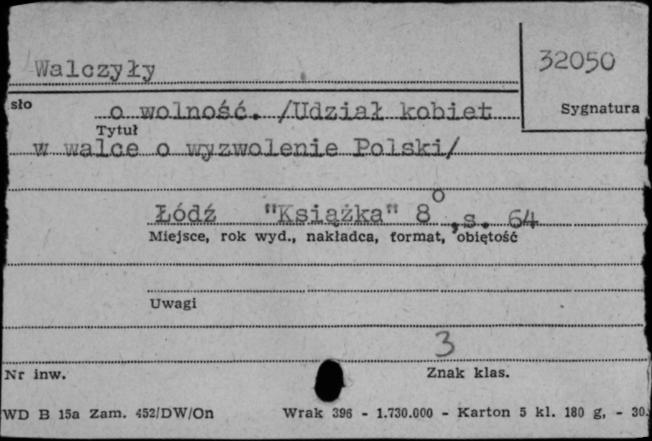 Walczyły
32050
sło
o wolność. /Udział kobiet
Sygnatura
Tytuł
w walce o wyzwolenie Polski/
Łódź "Książka" 8⁰, s. 64
Miejsce, rok wyd., nakładca, format, objętość
Uwagi
3
Nr inw.
Znak klas.
WD B 15a Zam. 452/DW/On Wrak 396 - 1.730.000 - Karton 5 kl. 180 g, - 30.